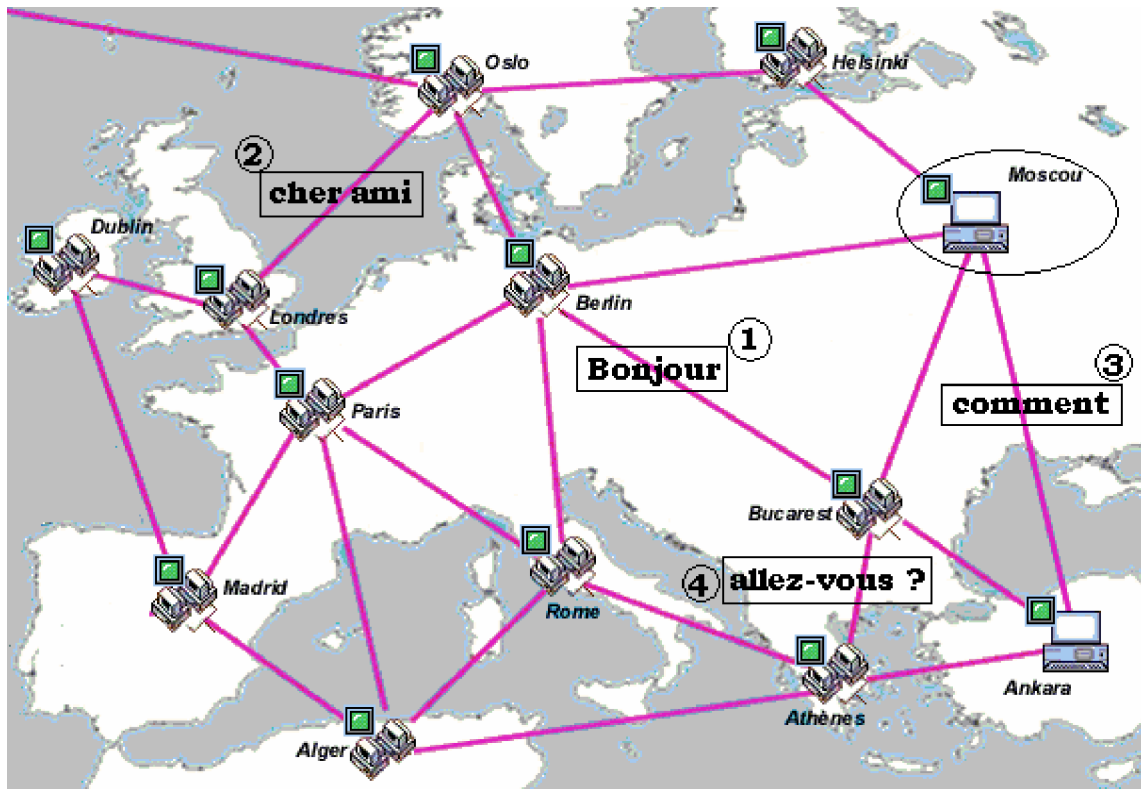 Oslo
Helsinki
②
cher ami
Moscou
Dublin
Londres
Berlin
①
Bonjour
③
comment
Paris
Bucarest
④ allez-vous ?
Madrid
Rome
Ankara
Athènes
Alger